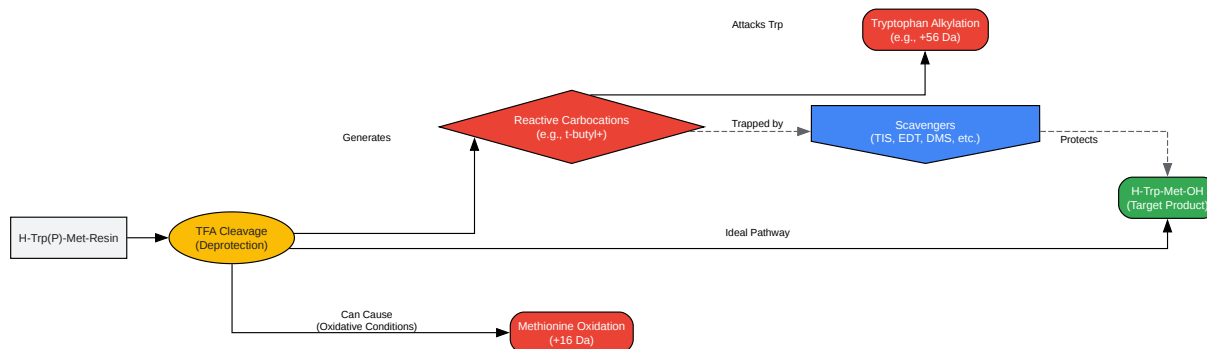 Attacks Trp
Tryptophan Alkylation
(e.g., +56 Da)
Generates
Reactive Carbocations
(e.g., t-butyl+)
Trapped by
Scavengers
(TIS, EDT, DMS, etc.)
Protects
H-Trp-Met-OH
(Target Product)
H-Trp(P)-Met-Resin
TFA Cleavage
(Deprotection)
Ideal Pathway
Can Cause
(Oxidative Conditions)
Methionine Oxidation
(+16 Da)